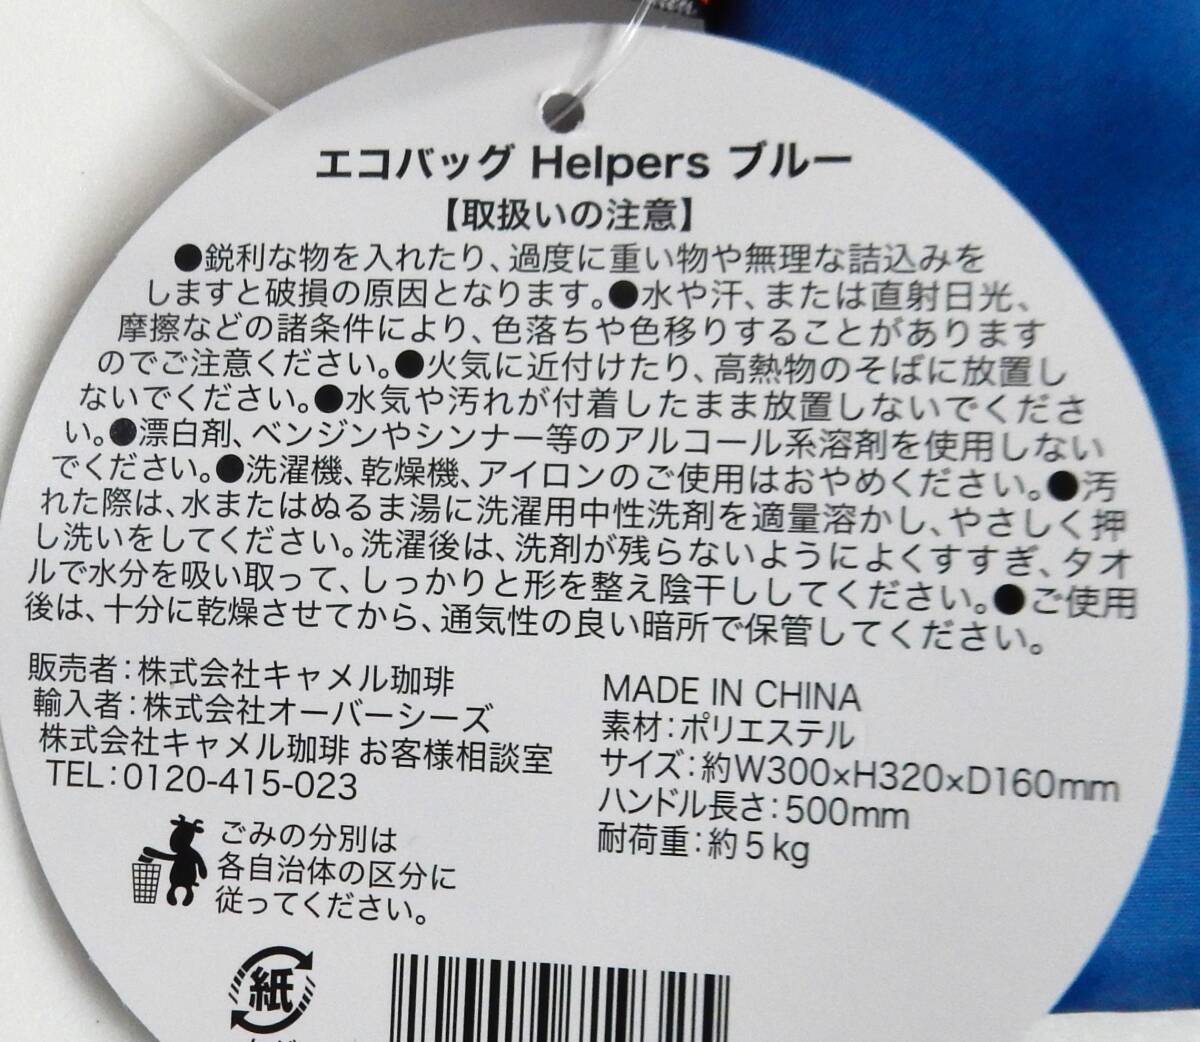 エコバッグ Helpers ブルー
【取扱いの注意】
●鋭利な物を入れたり、過度に重い物や無理な詰込みを
しますと破損の原因となります。●水や汗、または直射日光、
摩擦などの諸条件により、色落ちや色移りすることがあります
のでご注意ください。●火気に近付けたり、高熱物のそばに放置し
ないでください。●水気や汚れが付着したまま放置しないでくださ
い。●漂白剤、ベンジンやシンナー等のアルコール系溶剤を使用しない
でください。●洗濯機、乾燥機、アイロンのご使用はおやめください。●汚
れた際は、水またはぬるま湯に洗濯用中性洗剤を適量溶かし、やさしく押
し洗いをしてください。洗濯後は、洗剤が残らないようによくすすぎ、タオ
ルで水分を吸い取って、しっかりと形を整え陰干ししてください。●ご使用
後は、十分に乾燥させてから、通気性の良い暗所で保管してください。
販売者：株式会社キャメル珈琲
輸入者：株式会社オーバーシーズ
株式会社キャメル珈琲 お客様相談室
TEL：0120-415-023
MADE IN CHINA
素材：ポリエステル
サイズ：約W300×H320×D160mm
ハンドル長さ：500mm
耐荷重：約5kg
ごみの分別は
各自治体の区分に
従ってください。
紙